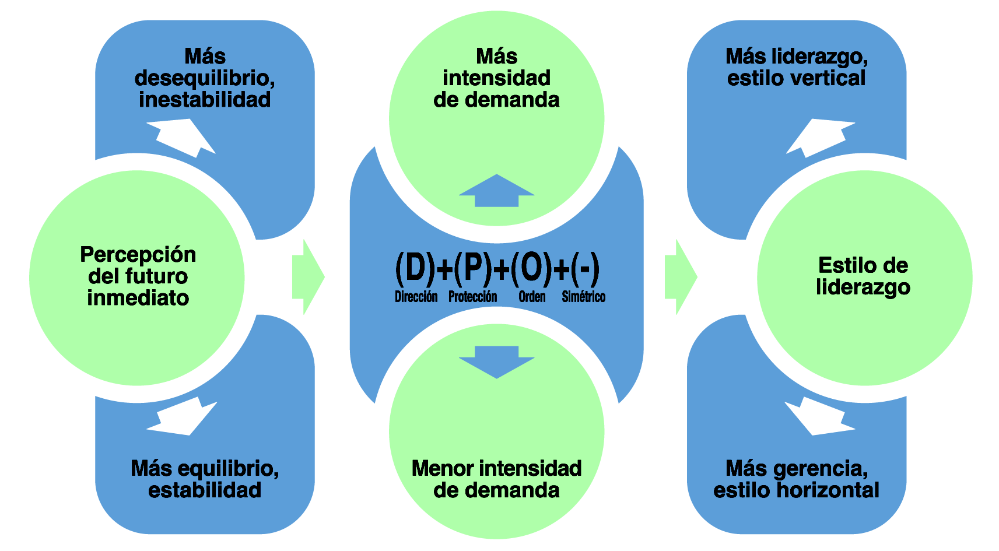 Más
desequilibrio,
inestabilidad
Percepción
del futuro
inmediato
Más equilibrio,
estabilidad
Más
intensidad
de demanda
(D)+(P)+(O)+(-)
Dirección Protección Orden Simétrico
Menor intensidad
de demanda
Más liderazgo,
estilo vertical
Estilo de
liderazgo
Más gerencia,
estilo horizontal